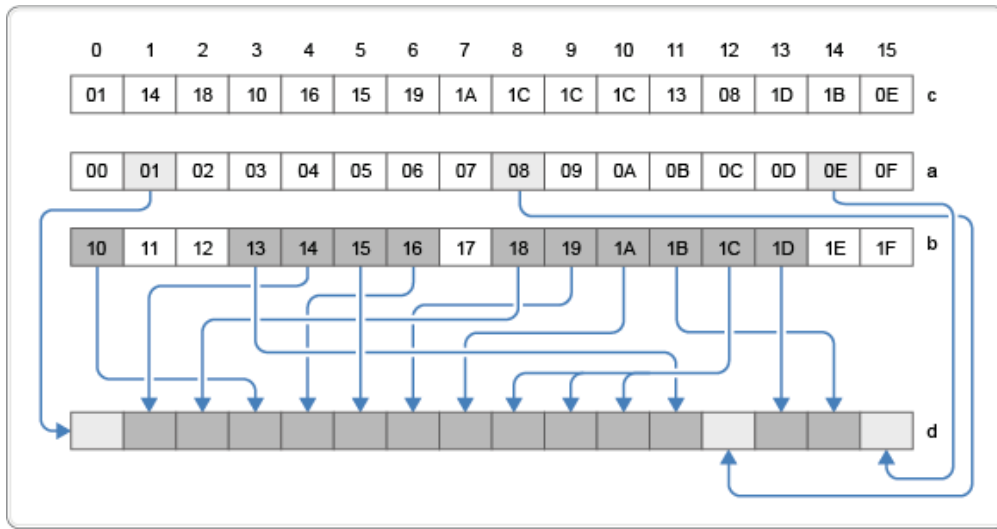 0 1 2 3 4 5 6 7 8 9 10 11 12 13 14 15
01 14 18 10 16 15 19 1A 1C 1C 1C 13 08 1D 1B 0E c
00 01 02 03 04 05 06 07 08 09 0A 0B 0C 0D 0E 0F a
10 11 12 13 14 15 16 17 18 19 1A 1B 1C 1D 1E 1F b
d